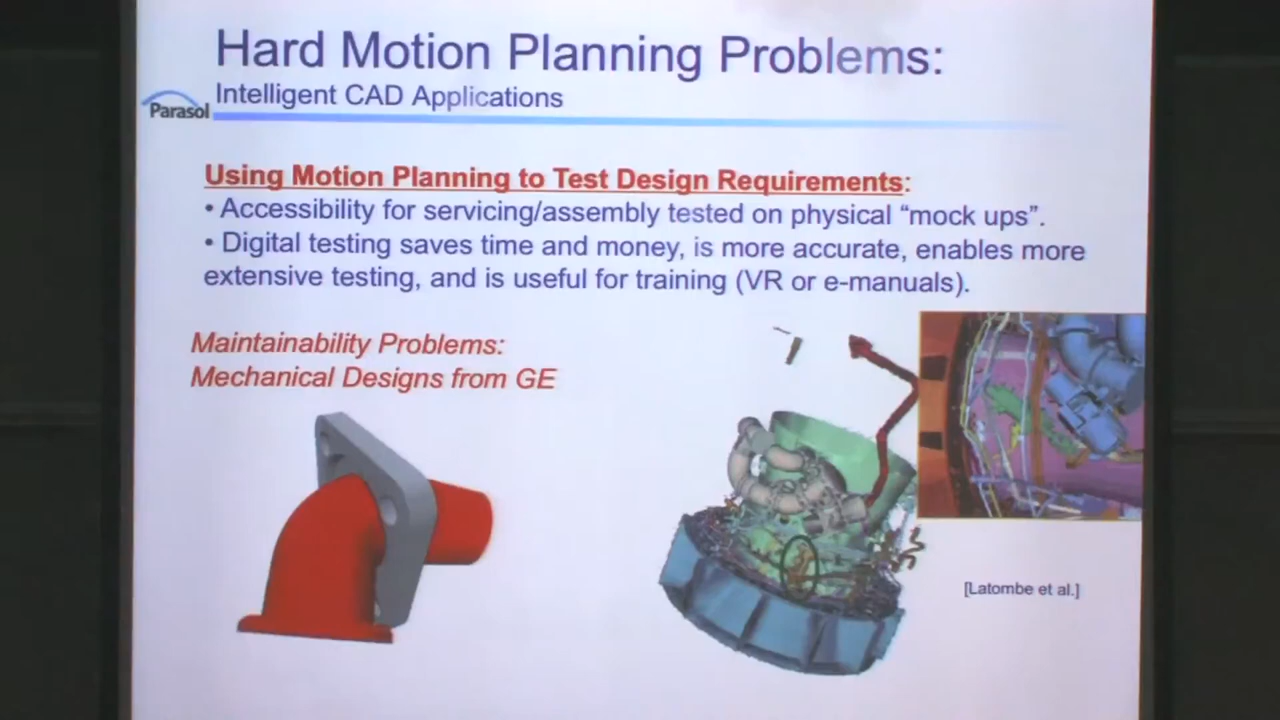 Hard Motion Planning Problems:
Intelligent CAD Applications
Parasol
Using Motion Planning to Test Design Requirements:
• Accessibility for servicing/assembly tested on physical “mock ups”.
• Digital testing saves time and money, is more accurate, enables more
extensive testing, and is useful for training (VR or e-manuals).
Maintainability Problems:
Mechanical Designs from GE
[Latombe et al.]